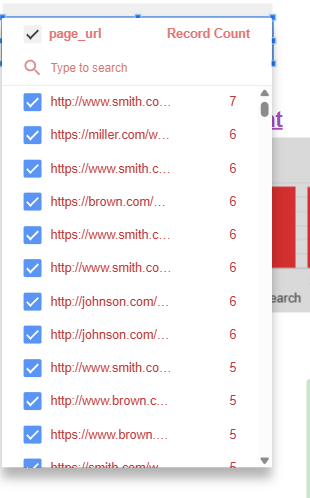 page_url Record Count
Type to search
http://www.smith.co... 7
https://miller.com/w... 6
https://www.smith.c... 6
https://brown.com/... 6
https://www.smith.c... 6
http://www.smith.co... 6
http://johnson.com/... 6
http://johnson.com/... 6
http://www.smith.co... 5
http://www.brown.c... 5
https://www.brown.... 5
https://smith.com/w... 5
earch